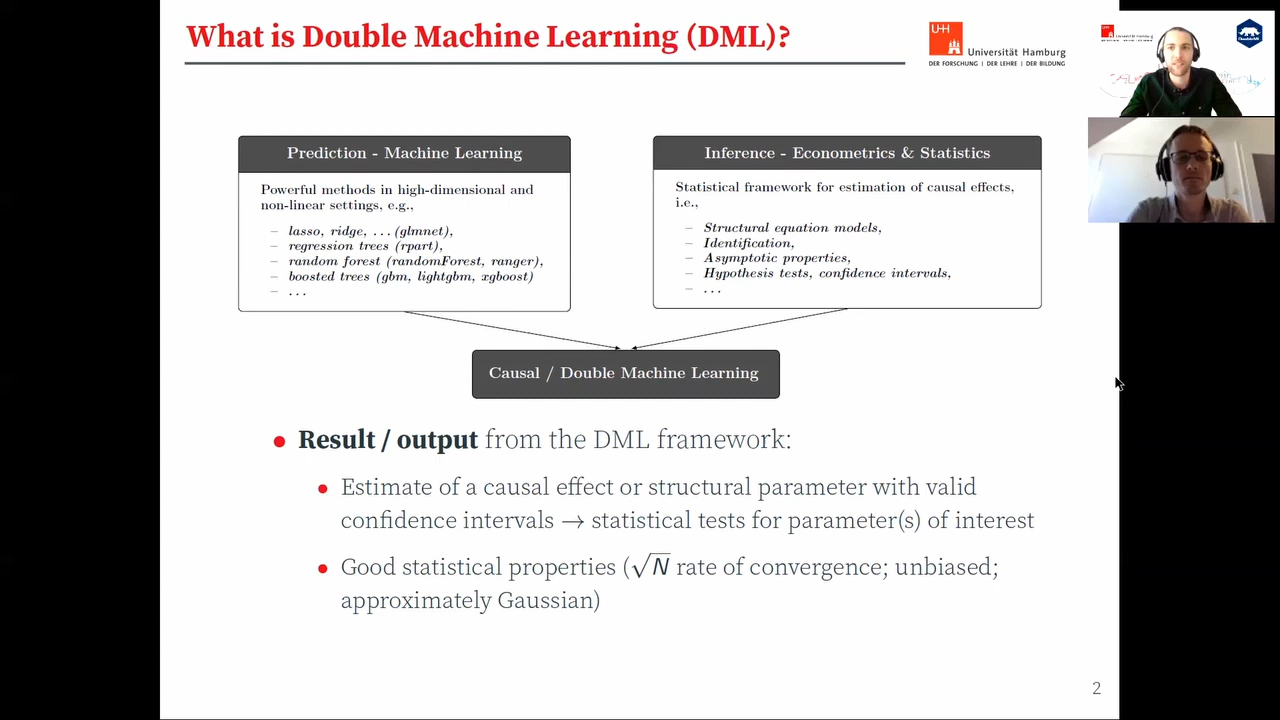 What is Double Machine Learning (DML)?
UHH
Universität Hamburg
DER FORSCHUNG | DER LEHRE | DER BILDUNG
Prediction - Machine Learning
Powerful methods in high-dimensional and
non-linear settings, e.g.,
– lasso, ridge, ... (glmnet),
– regression trees (rpart),
– random forest (randomForest, ranger),
– boosted trees (gbm, lightgbm, xgboost)
– ...
Inference - Econometrics & Statistics
Statistical framework for estimation of causal effects,
i.e.,
– Structural equation models,
– Identification,
– Asymptotic properties,
– Hypothesis tests, confidence intervals,
– ...
Causal / Double Machine Learning
• Result / output from the DML framework:
• Estimate of a causal effect or structural parameter with valid
confidence intervals → statistical tests for parameter(s) of interest
• Good statistical properties (√N rate of convergence; unbiased;
approximately Gaussian)
2
Universität Hamburg